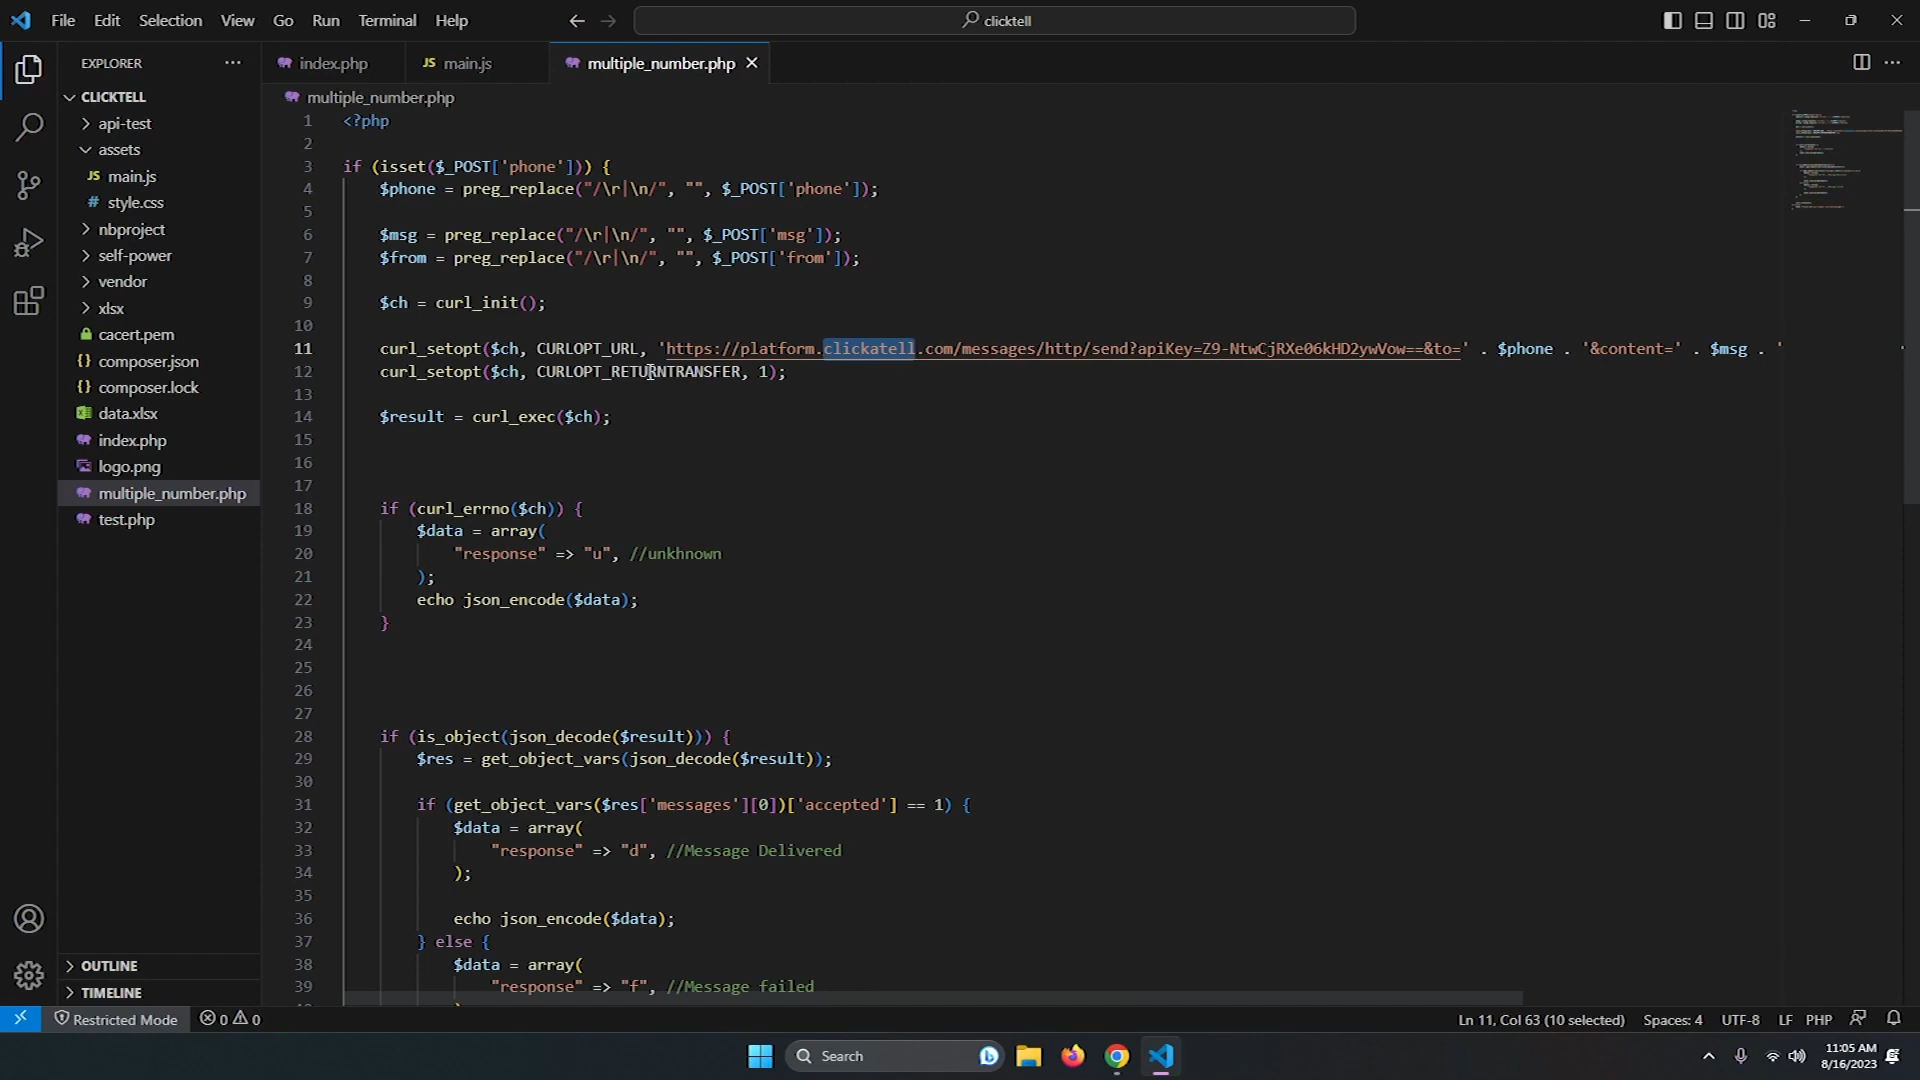 File Edit Selection View Go Run Terminal Help
clicktell
EXPLORER
index.php
main.js
multiple_number.php
CLICKTELL
api-test
assets
JS main.js
# style.css
nbproject
self-power
vendor
xlsx
cacert.pem
{} composer.json
{} composer.lock
data.xlsx
index.php
logo.png
multiple_number.php
test.php
OUTLINE
TIMELINE
multiple_number.php
1 <?php
2
3 if (isset($_POST['phone'])) {
4 $phone = preg_replace("/\r|\n/", "", $_POST['phone']);
5
6 $msg = preg_replace("/\r|\n/", "", $_POST['msg']);
7 $from = preg_replace("/\r|\n/", "", $_POST['from']);
8
9 $ch = curl_init();
10
11 curl_setopt($ch, CURLOPT_URL, 'https://platform.clickatell.com/messages/http/send?apiKey=Z9-NtwCjRXe06kHD2ywVow==&to=' . $phone . '&content=' . $msg . '
12 curl_setopt($ch, CURLOPT_RETURNTRANSFER, 1);
13
14 $result = curl_exec($ch);
15
16
17
18 if (curl_errno($ch)) {
19 $data = array(
20 "response" => "u", //unkhnown
21 );
22 echo json_encode($data);
23 }
24
25
26
27
28 if (is_object(json_decode($result))) {
29 $res = get_object_vars(json_decode($result));
30
31 if (get_object_vars($res['messages'][0])['accepted'] == 1) {
32 $data = array(
33 "response" => "d", //Message Delivered
34 );
35
36 echo json_encode($data);
37 } else {
38 $data = array(
39 "response" => "f", //Message failed
Restricted Mode 0 0
Ln 11, Col 63 (10 selected) Spaces: 4 UTF-8 LF PHP
Search
11:05 AM
8/16/2023